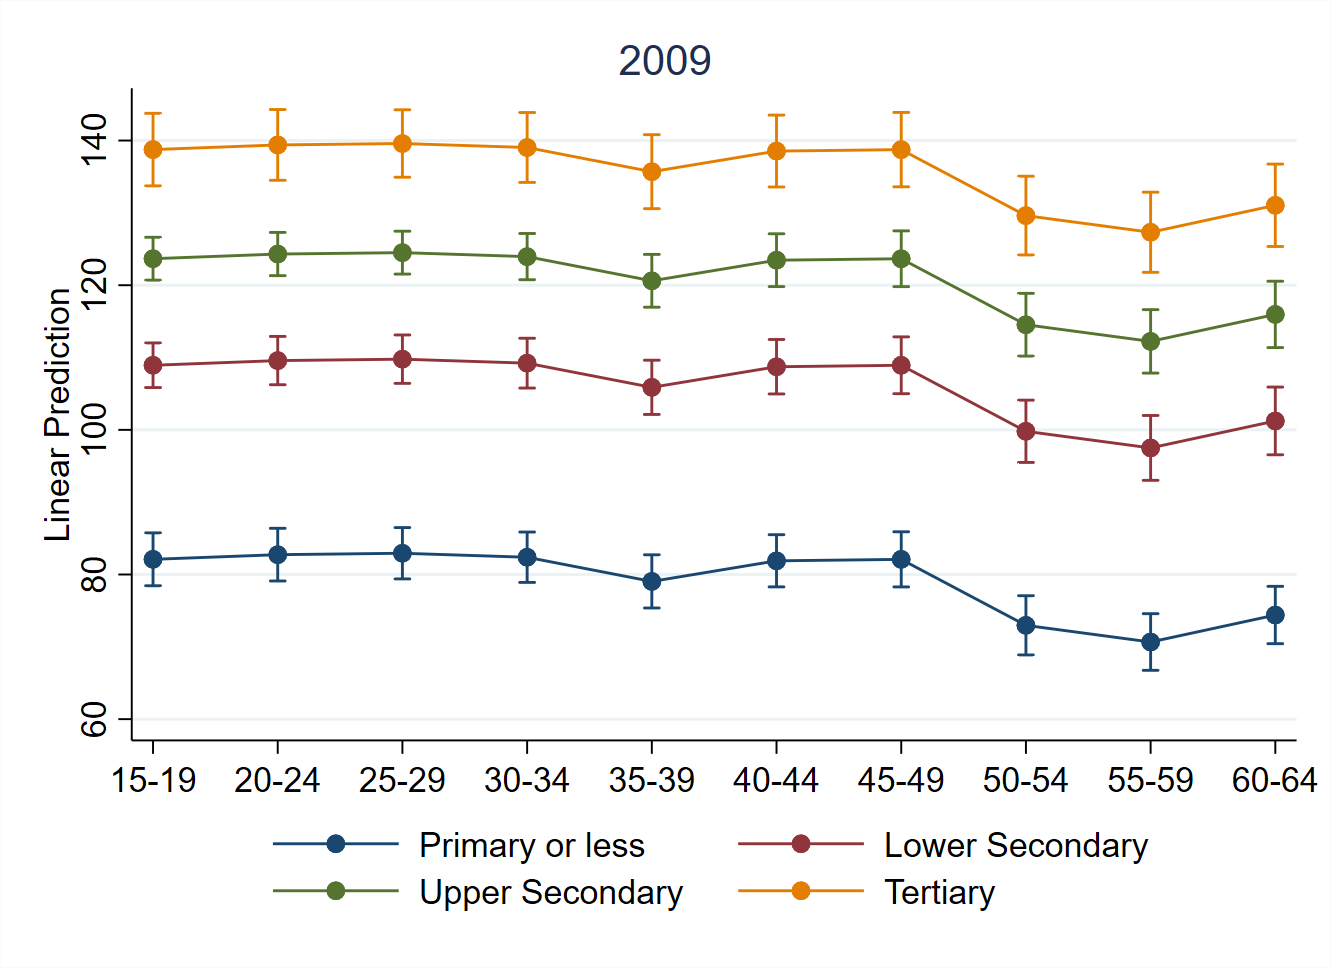 2009
Linear Prediction
140
120
100
80
60
15-19 20-24 25-29 30-34 35-39 40-44 45-49 50-54 55-59 60-64
Primary or less Lower Secondary
Upper Secondary Tertiary